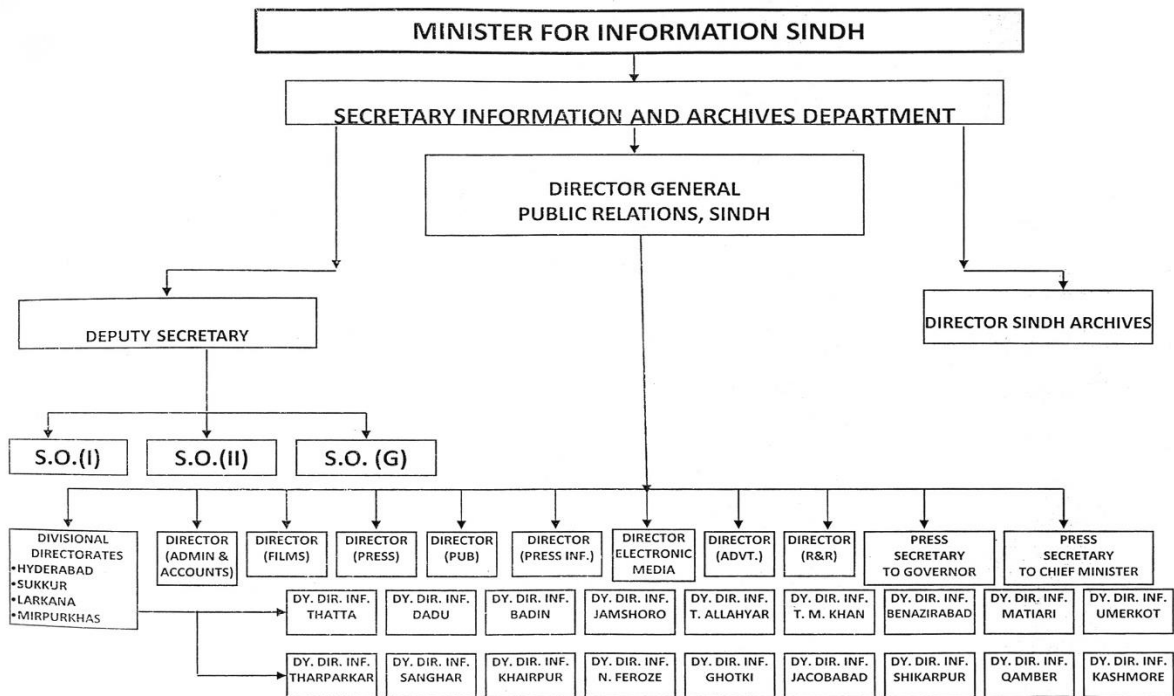 MINISTER FOR INFORMATION SINDH
SECRETARY INFORMATION AND ARCHIVES DEPARTMENT
DIRECTOR GENERAL
PUBLIC RELATIONS, SINDH
DEPUTY SECRETARY
DIRECTOR SINDH ARCHIVES
S.O.(I)
S.O.(II)
S.O. (G)
DIVISIONAL
DIRECTORATES
•HYDERABAD
•SUKKUR
•LARKANA
•MIRPURKHAS
DIRECTOR
(ADMIN &
ACCOUNTS)
DIRECTOR
(FILMS)
DIRECTOR
(PRESS)
DIRECTOR
(PUB)
DIRECTOR
(PRESS INF.)
DIRECTOR
ELECTRONIC
MEDIA
DIRECTOR
(ADVT.)
DIRECTOR
(R&R)
PRESS
SECRETARY
TO GOVERNOR
PRESS
SECRETARY
TO CHIEF MINISTER
DY. DIR. INF.
THATTA
DY. DIR. INF.
DADU
DY. DIR. INF.
BADIN
DY. DIR. INF.
JAMSHORO
DY. DIR. INF.
T. ALLAHYAR
DY. DIR. INF.
T. M. KHAN
DY. DIR. INF.
BENAZIRABAD
DY. DIR. INF.
MATIARI
DY. DIR. INF.
UMERKOT
DY. DIR. INF.
THARPARKAR
DY. DIR. INF.
SANGHAR
DY. DIR. INF.
KHAIRPUR
DY. DIR. INF.
N. FEROZE
DY. DIR. INF.
GHOTKI
DY. DIR. INF.
JACOBABAD
DY. DIR. INF.
SHIKARPUR
DY. DIR. INF.
QAMBER
DY. DIR. INF.
KASHMORE